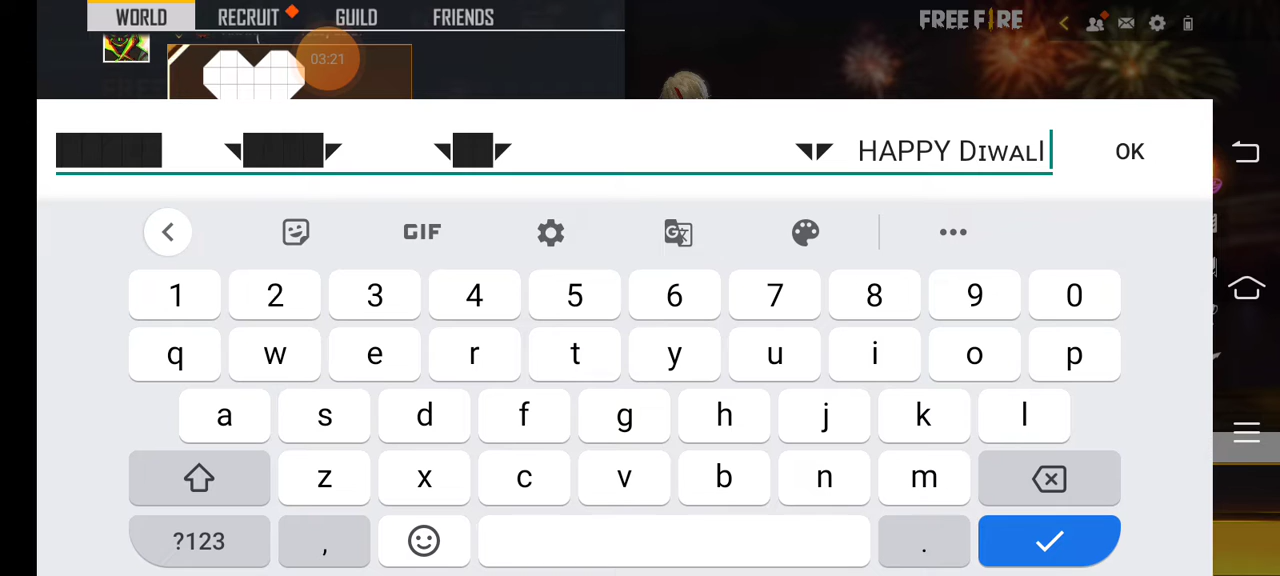 WORLD RECRUIT GUILD FRIENDS
FREE FIRE
03:21
█████ ◥████◤ ◥██◤ ◥◤ HAPPY Dɪᴡᴀʟɪ OK
GIF
1 2 3 4 5 6 7 8 9 0
q w e r t y u i o p
a s d f g h j k l
z x c v b n m
?123 , .